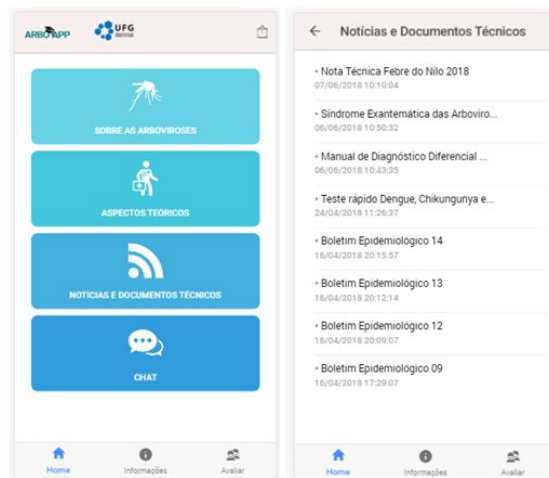 ARBO APP
UFG
SOBRE AS ARBOVIROSES
ASPECTOS TEÓRICOS
NOTÍCIAS E DOCUMENTOS TÉCNICOS
CHAT
Home
Informações
Avaliar
Notícias e Documentos Técnicos
• Nota Técnica Febre do Nilo 2018
07/06/2018 10:10:04
• Síndrome Exantemática das Arboviro...
06/06/2018 10:50:32
• Manual de Diagnóstico Diferencial ...
06/06/2018 10:43:35
• Teste rápido Dengue, Chikungunya e...
24/04/2018 11:26:37
• Boletim Epidemiológico 14
16/04/2018 20:15:57
• Boletim Epidemiológico 13
16/04/2018 20:12:14
• Boletim Epidemiológico 12
16/04/2018 20:09:07
• Boletim Epidemiológico 09
16/04/2018 17:29:07
Home
Informações
Avaliar